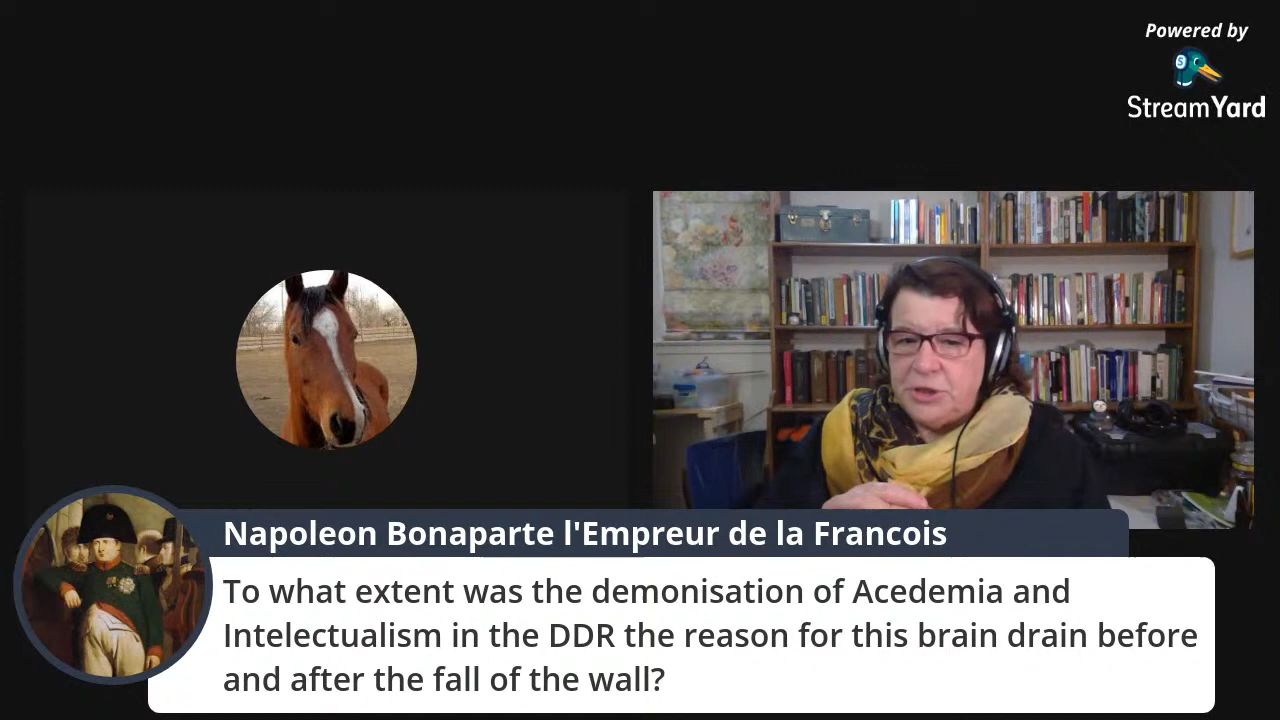 Powered by
StreamYard
Napoleon Bonaparte l'Empreur de la Francois
To what extent was the demonisation of Acedemia and
Intelectualism in the DDR the reason for this brain drain before
and after the fall of the wall?